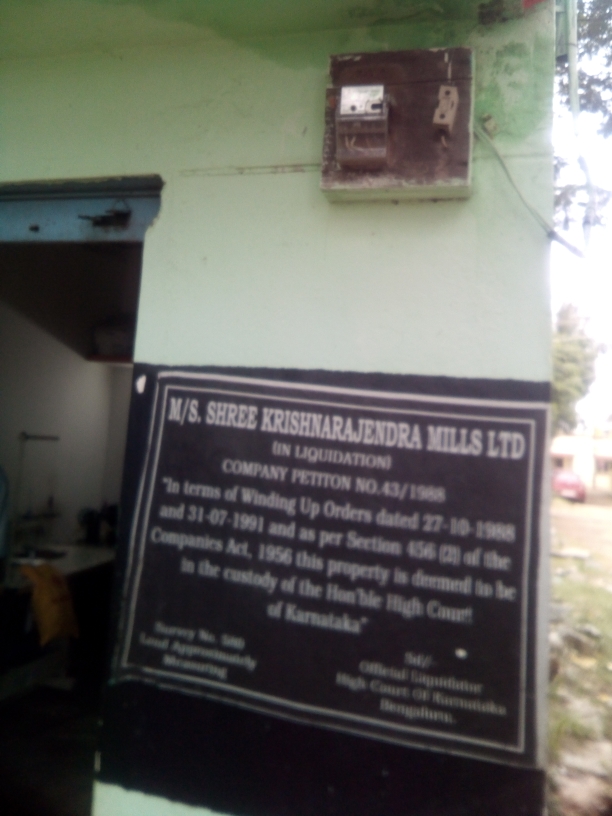 M/S. SHREE KRISHNARAJENDRA MILLS LTD
(IN LIQUIDATION)
COMPANY PETITON NO.43/1988
"In terms of Winding Up Orders dated 27-10-1988
and 31-07-1991 and as per Section 456 (2) of the
Companies Act, 1956 this property is deemed to be
in the custody of the Hon'ble High Court
of Karnataka"
Survey No.
Land Approximately
Measuring
Sd/-
Official Liquidator
High Court Of Karnataka
Bengaluru.